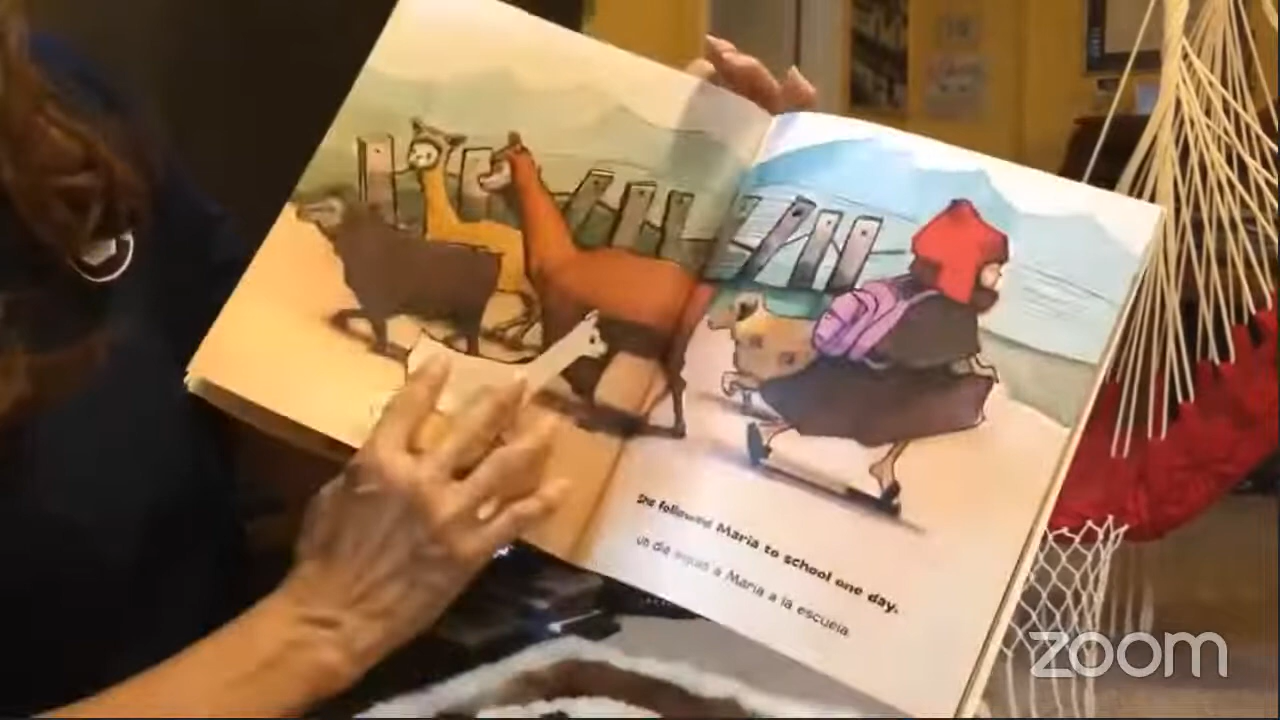 She followed Maria to school one day.
un día siguió a María a la escuela.
zoom